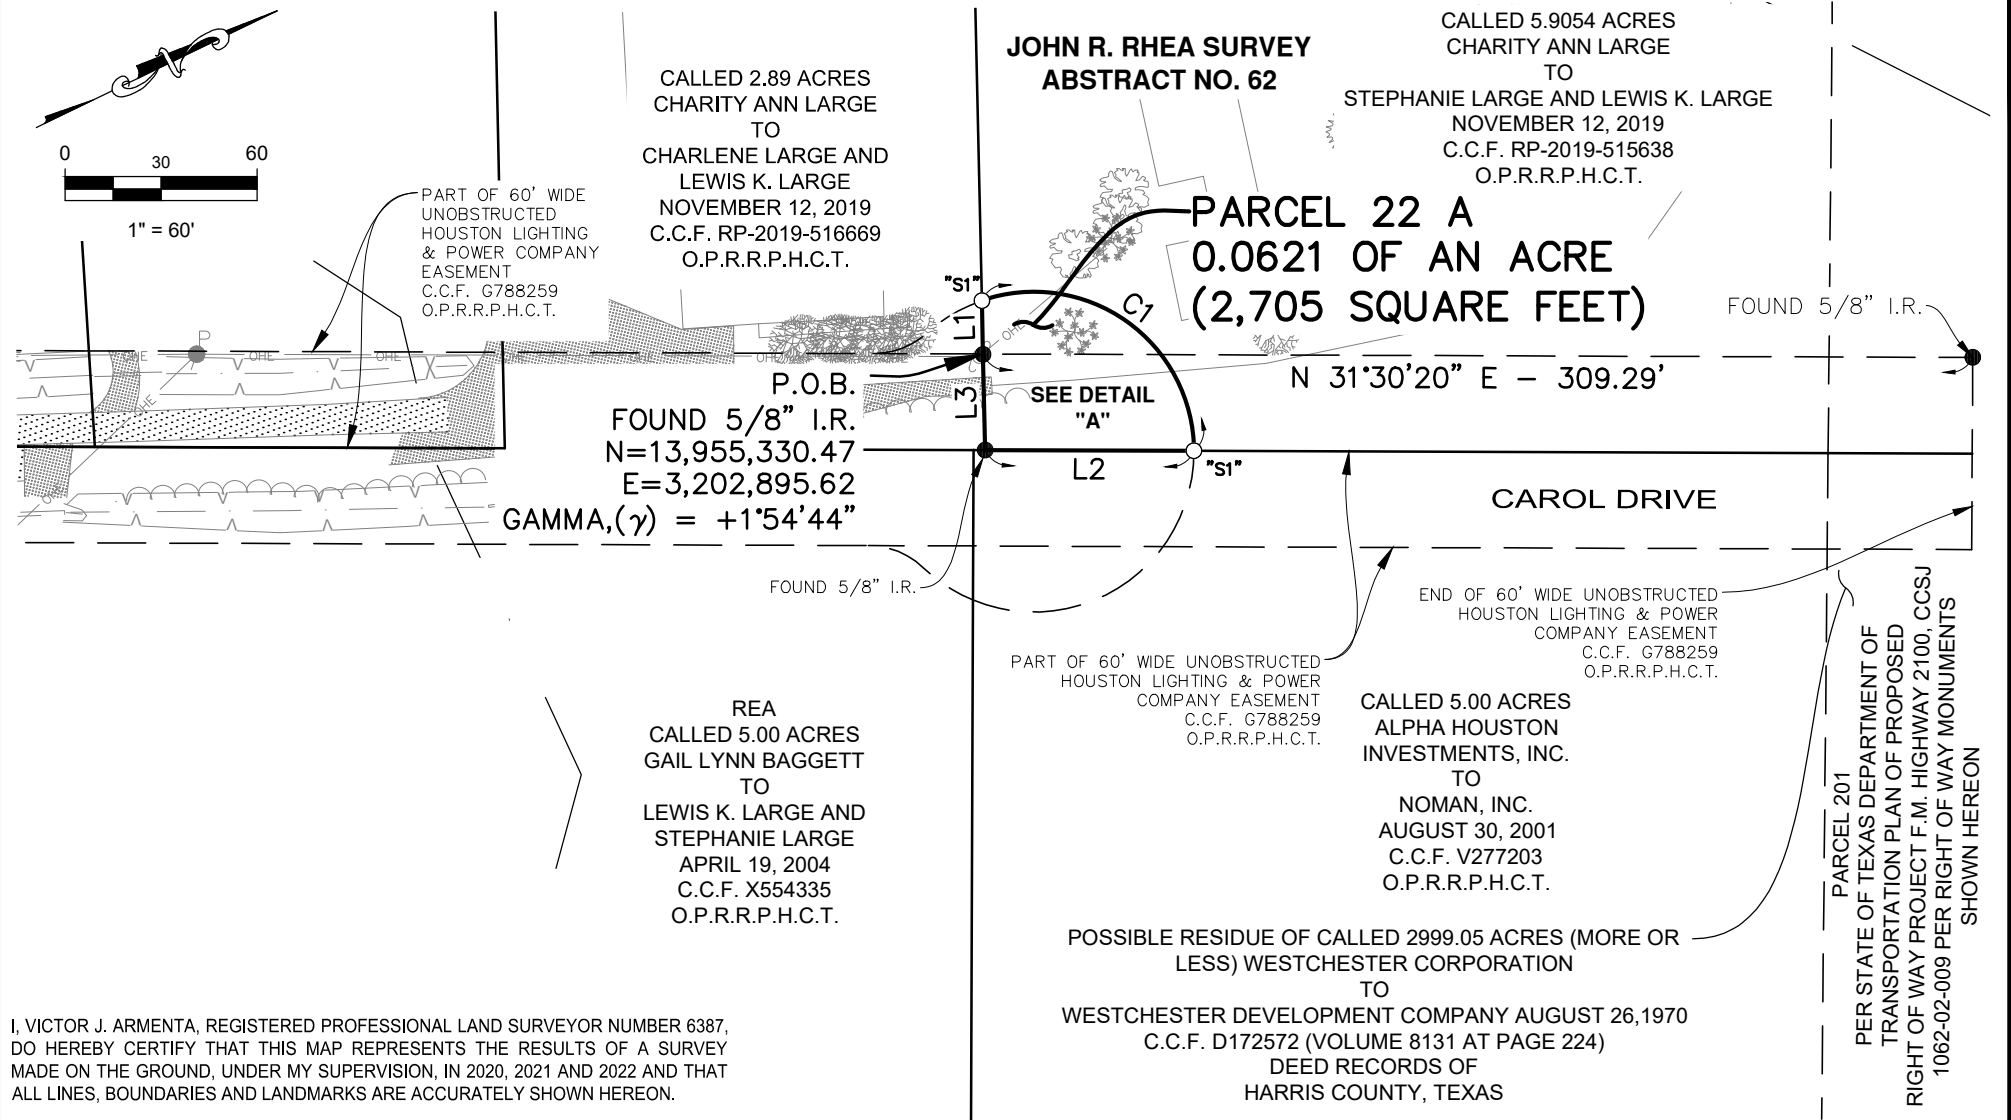 0 30 60
1" = 60'
PART OF 60' WIDE
UNOBSTRUCTED
HOUSTON LIGHTING
& POWER COMPANY
EASEMENT
C.C.F. G788259
O.P.R.R.P.H.C.T.
CALLED 2.89 ACRES
CHARITY ANN LARGE
TO
CHARLENE LARGE AND
LEWIS K. LARGE
NOVEMBER 12, 2019
C.C.F. RP-2019-516669
O.P.R.R.P.H.C.T.
JOHN R. RHEA SURVEY
ABSTRACT NO. 62
CALLED 5.9054 ACRES
CHARITY ANN LARGE
TO
STEPHANIE LARGE AND LEWIS K. LARGE
NOVEMBER 12, 2019
C.C.F. RP-2019-515638
O.P.R.R.P.H.C.T.
PARCEL 22 A
0.0621 OF AN ACRE
(2,705 SQUARE FEET)
FOUND 5/8" I.R.
"S1"
L1
C1
P
OHE OHE OHE OHE OHE OHE
OHE
OHE
OHE
P.O.B.
FOUND 5/8" I.R.
N=13,955,330.47
E=3,202,895.62
GAMMA,(γ) = +1°54'44"
L3
SEE DETAIL
"A"
N 31°30'20" E – 309.29'
L2
"S1"
CAROL DRIVE
FOUND 5/8" I.R.
PART OF 60' WIDE UNOBSTRUCTED
HOUSTON LIGHTING & POWER
COMPANY EASEMENT
C.C.F. G788259
O.P.R.R.P.H.C.T.
END OF 60' WIDE UNOBSTRUCTED
HOUSTON LIGHTING & POWER
COMPANY EASEMENT
C.C.F. G788259
O.P.R.R.P.H.C.T.
REA
CALLED 5.00 ACRES
GAIL LYNN BAGGETT
TO
LEWIS K. LARGE AND
STEPHANIE LARGE
APRIL 19, 2004
C.C.F. X554335
O.P.R.R.P.H.C.T.
CALLED 5.00 ACRES
ALPHA HOUSTON
INVESTMENTS, INC.
TO
NOMAN, INC.
AUGUST 30, 2001
C.C.F. V277203
O.P.R.R.P.H.C.T.
POSSIBLE RESIDUE OF CALLED 2999.05 ACRES (MORE OR
LESS) WESTCHESTER CORPORATION
TO
WESTCHESTER DEVELOPMENT COMPANY AUGUST 26,1970
C.C.F. D172572 (VOLUME 8131 AT PAGE 224)
DEED RECORDS OF
HARRIS COUNTY, TEXAS
PARCEL 201
PER STATE OF TEXAS DEPARTMENT OF
TRANSPORTATION PLAN OF PROPOSED
RIGHT OF WAY PROJECT F.M. HIGHWAY 2100, CCSJ
1062-02-009 PER RIGHT OF WAY MONUMENTS
SHOWN HEREON
I, VICTOR J. ARMENTA, REGISTERED PROFESSIONAL LAND SURVEYOR NUMBER 6387,
DO HEREBY CERTIFY THAT THIS MAP REPRESENTS THE RESULTS OF A SURVEY
MADE ON THE GROUND, UNDER MY SUPERVISION, IN 2020, 2021 AND 2022 AND THAT
ALL LINES, BOUNDARIES AND LANDMARKS ARE ACCURATELY SHOWN HEREON.